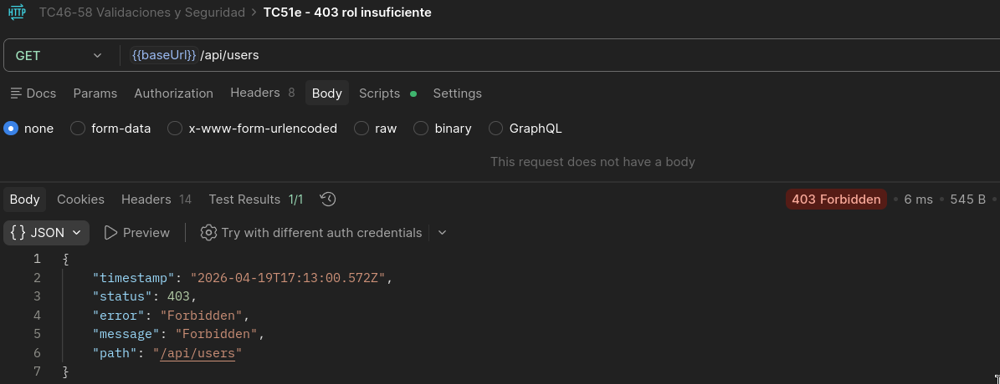 HTTP TC46-58 Validaciones y Seguridad > TC51e - 403 rol insuficiente
GET {{baseUrl}} /api/users
Docs Params Authorization Headers 8 Body Scripts Settings
none form-data x-www-form-urlencoded raw binary GraphQL
This request does not have a body
Body Cookies Headers 14 Test Results 1/1 403 Forbidden • 6 ms • 545 B •
{} JSON Preview Try with different auth credentials
1 {
2 "timestamp": "2026-04-19T17:13:00.572Z",
3 "status": 403,
4 "error": "Forbidden",
5 "message": "Forbidden",
6 "path": "/api/users"
7 }